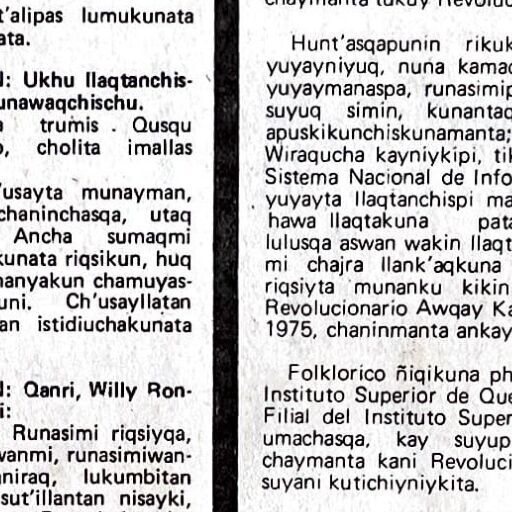 t'alipas lumukunata
ata.
: Ukhu llaqtanchis-
unawaqchischu.
trumis . Qusqu
, cholita imallas
'usayta munayman,
chaninchasqa, utaq
Ancha sumaqmi
kunata riqsikun, huq
manyakun chamuyas-
uni. Ch'usayllatan
an istidiuchakunata
: Qanri, Willy Ron-
i:
Runasimi riqsiyqa,
wanmi, runasimiwan-
niraq, lukumbitan
sut'illantan nisayki,
chaymanta tukuy Revoluc
Hunt'asqapunin rikuk
yuyayniyuq, nuna kamac
yuyaymanaspa, runasimip
suyuq simin, kunantaq
apuskikunchiskunamanta;
Wiraqucha kayniykipi, tik
Sistema Nacional de Info
yuyayta llaqtanchispi ma
hawa llaqtakuna pata
lulusqa aswan wakin llaqt
mi chajra llank'aqkuna
riqsiyta munanku kikin
Revolucionario Awqay Ka
1975, chaninmanta ankay
Folklorico ñiqikuna ph
Instituto Superior de Que
Filial del Instituto Super
umachasqa, kay suyup
chaymanta kani Revoluci
suyani kutichiyniykita.